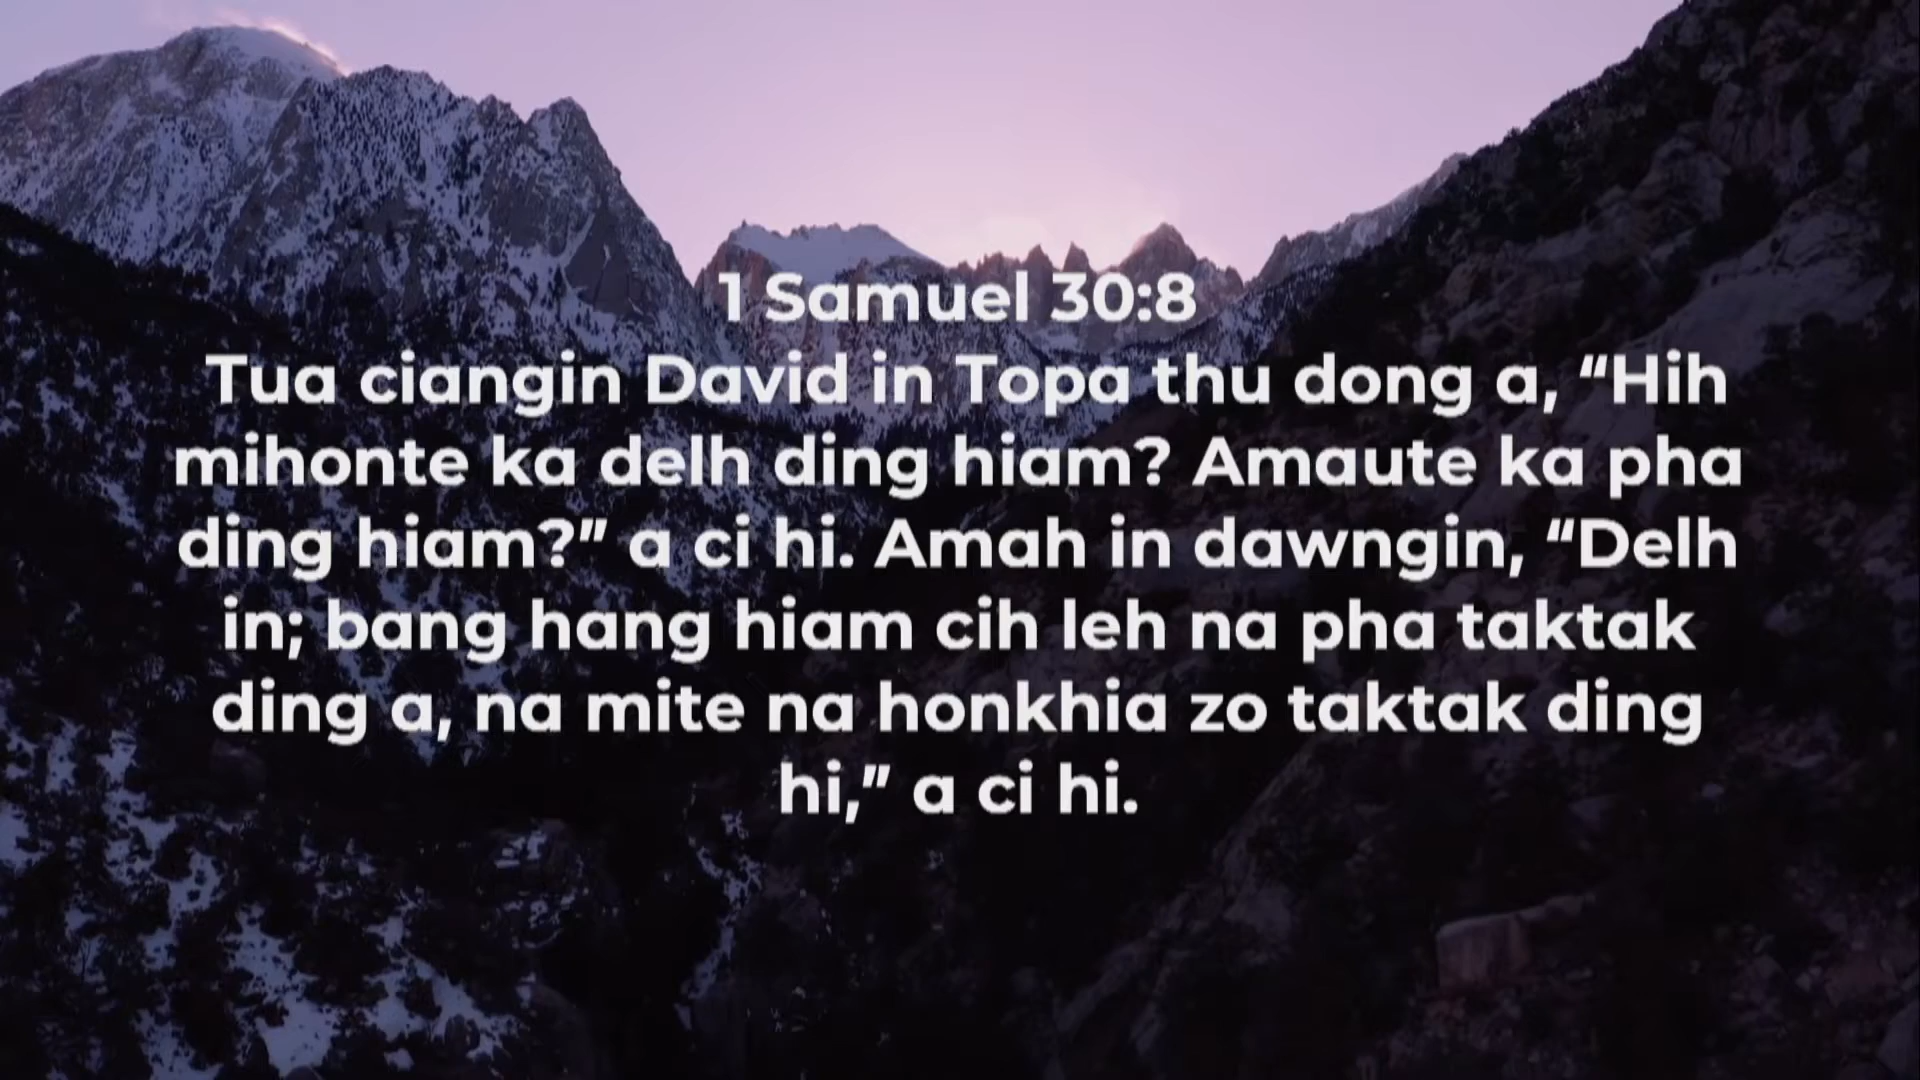 1 Samuel 30:8
Tua ciangin David in Topa thu dong a, “Hih
mihonte ka delh ding hiam? Amaute ka pha
ding hiam?” a ci hi. Amah in dawngin, “Delh
in; bang hang hiam cih leh na pha taktak
ding a, na mite na honkhia zo taktak ding
hi,” a ci hi.